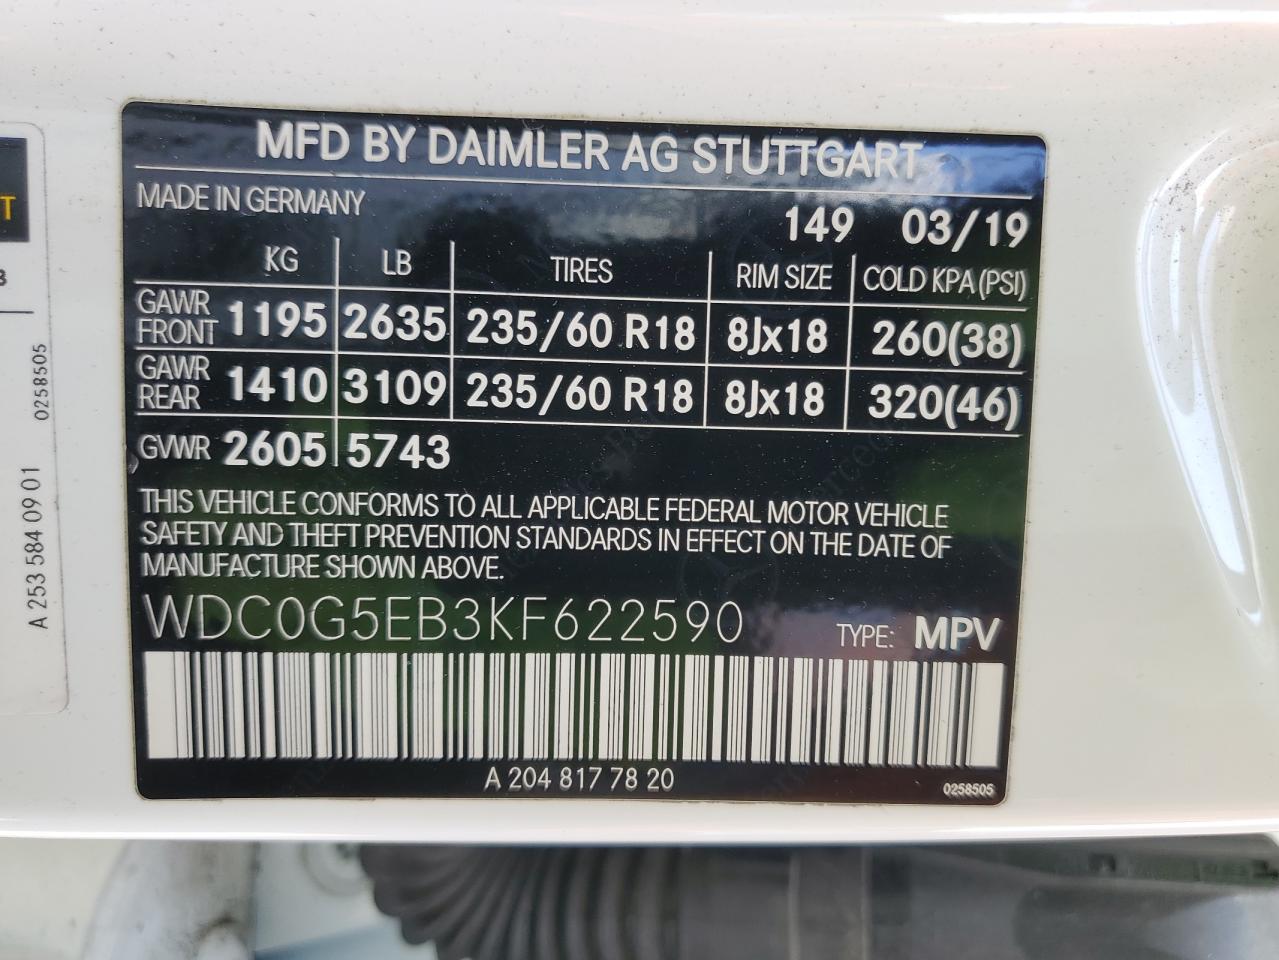 MFD BY DAIMLER AG STUTTGART
MADE IN GERMANY
149 03/19
KG LB TIRES RIM SIZE COLD KPA (PSI)
GAWR FRONT 1195 2635 235/60 R18 8Jx18 260(38)
GAWR REAR 1410 3109 235/60 R18 8Jx18 320(46)
GVWR 2605 5743
THIS VEHICLE CONFORMS TO ALL APPLICABLE FEDERAL MOTOR VEHICLE
SAFETY AND THEFT PREVENTION STANDARDS IN EFFECT ON THE DATE OF
MANUFACTURE SHOWN ABOVE.
WDC0G5EB3KF622590 TYPE: MPV
A 204 817 78 20
0258505
T
0258505
A 253 584 09 01